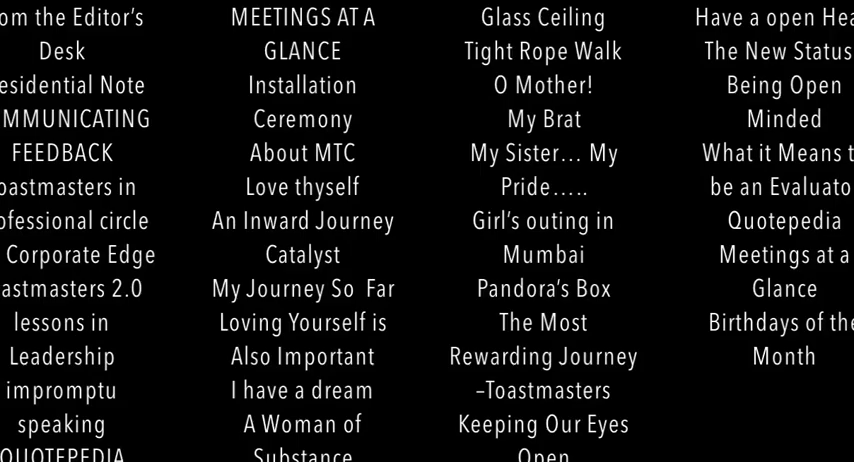 om the Editor's
Desk
esidential Note
MMUNICATING
FEEDBACK
oastmasters in
ofessional circle
Corporate Edge
astmasters 2.0
lessons in
Leadership
impromptu
speaking
QUOTEPEDIA
MEETINGS AT A
GLANCE
Installation
Ceremony
About MTC
Love thyself
An Inward Journey
Catalyst
My Journey So Far
Loving Yourself is
Also Important
I have a dream
A Woman of
Substance
Glass Ceiling
Tight Rope Walk
O Mother!
My Brat
My Sister... My
Pride.....
Girl's outing in
Mumbai
Pandora's Box
The Most
Rewarding Journey
–Toastmasters
Keeping Our Eyes
Open
Have a open Hea
The New Status
Being Open
Minded
What it Means t
be an Evaluato
Quotepedia
Meetings at a
Glance
Birthdays of the
Month